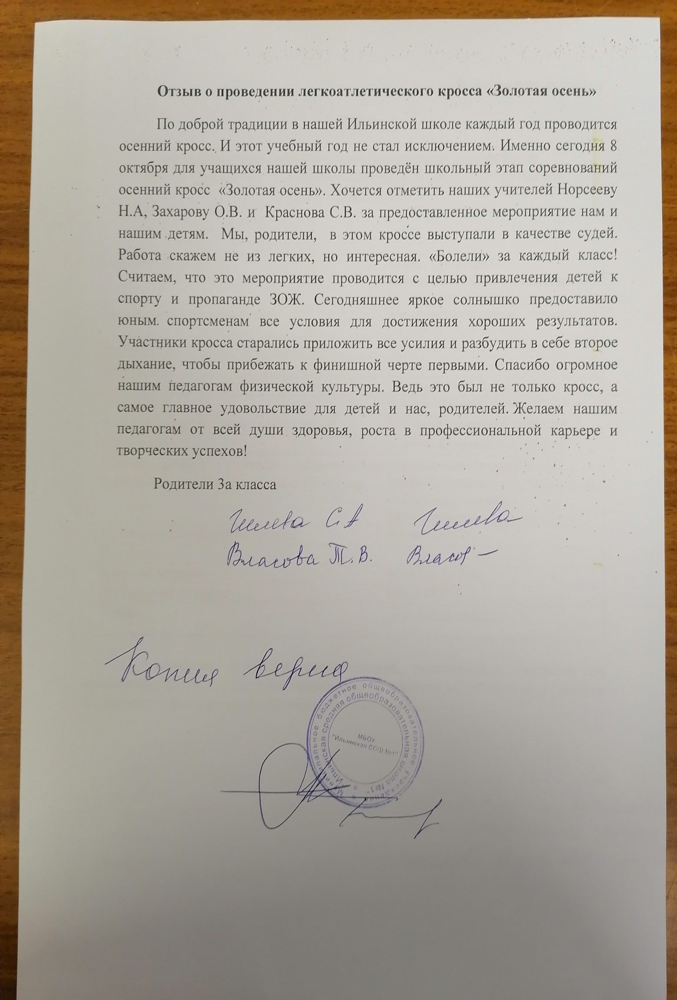 Отзыв о проведении легкоатлетического кросса «Золотая осень»
По доброй традиции в нашей Ильинской школе каждый год проводится
осенний кросс. И этот учебный год не стал исключением. Именно сегодня 8
октября для учащихся нашей школы проведён школьный этап соревнований
осенний кросс «Золотая осень». Хочется отметить наших учителей Норсееву
Н.А, Захарову О.В. и Краснова С.В. за предоставленное мероприятие нам и
нашим детям. Мы, родители, в этом кроссе выступали в качестве судей.
Работа скажем не из легких, но интересная. «Болели» за каждый класс!
Считаем, что это мероприятие проводится с целью привлечения детей к
спорту и пропаганде ЗОЖ. Сегодняшнее яркое солнышко предоставило
юным спортсменам все условия для достижения хороших результатов.
Участники кросса старались приложить все усилия и разбудить в себе второе
дыхание, чтобы прибежать к финишной черте первыми. Спасибо огромное
нашим педагогам физической культуры. Ведь это был не только кросс, а
самое главное удовольствие для детей и нас, родителей. Желаем нашим
педагогам от всей души здоровья, роста в профессиональной карьере и
творческих успехов!
Родители 3а класса
Гилева С.А Гилева
Власова Т.В. Власов
Копия верна
Муниципальное бюджетное общеобразовательное учреждение
"Ильинская средняя общеобразовательная школа №1"
МБОУ
"Ильинская СОШ №1"